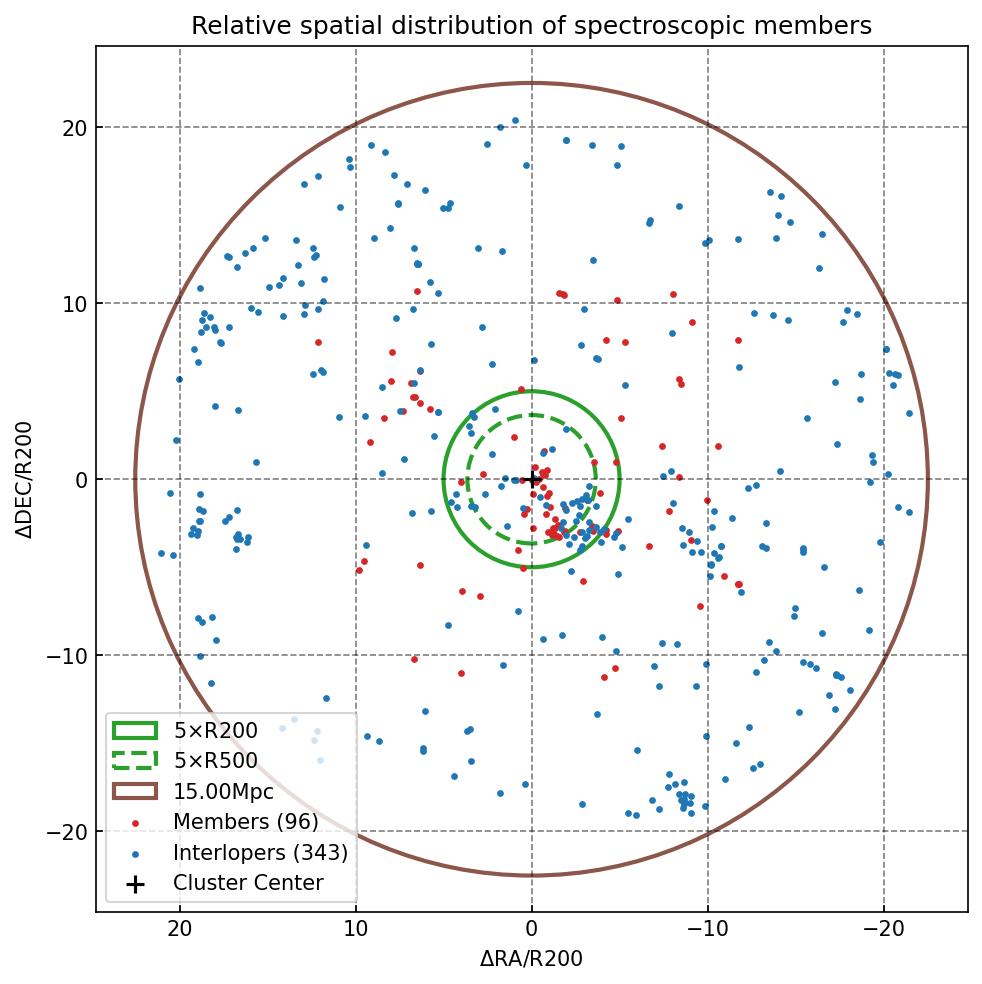 Relative spatial distribution of spectroscopic members
20
10
0
−10
−20
ΔDEC/R200
5×R200
5×R500
15.00Mpc
Members (96)
Interlopers (343)
Cluster Center
20
10
0
−10
−20
ΔRA/R200